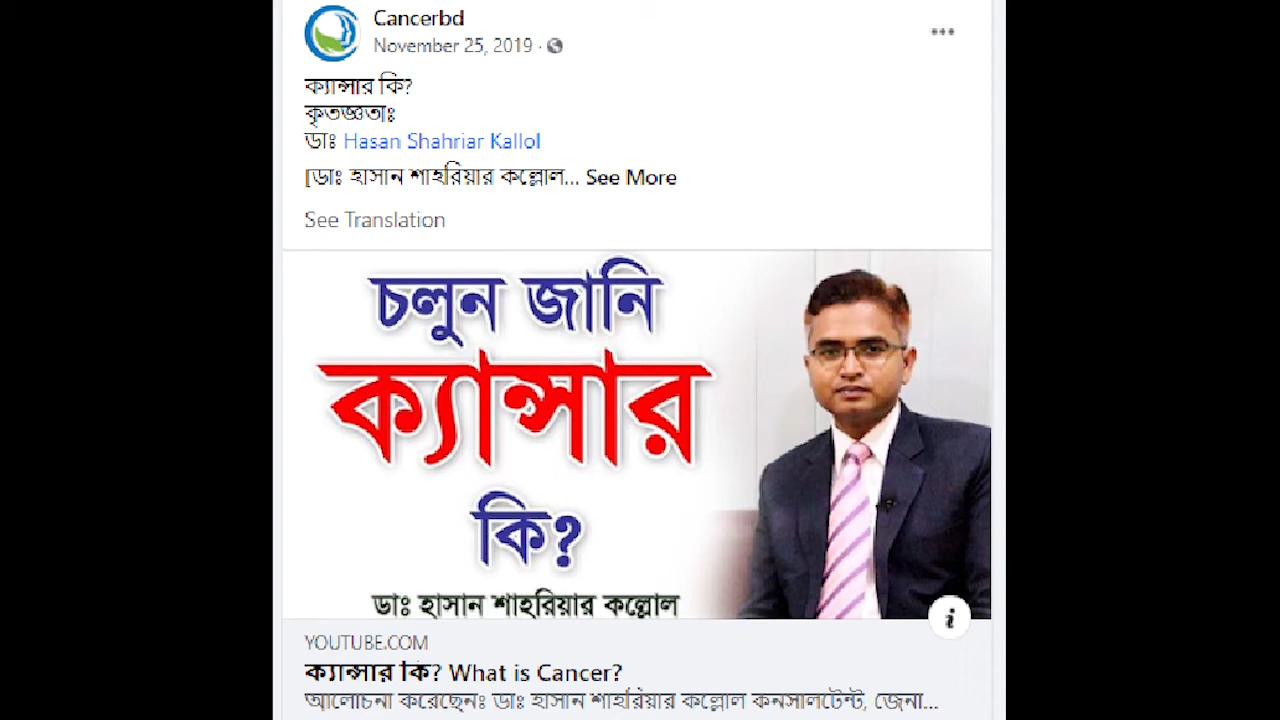 Cancerbd
November 25, 2019 ·
ক্যান্সার কি?
কৃতজ্ঞতাঃ
ডাঃ Hasan Shahriar Kallol
[ডাঃ হাসান শাহরিয়ার কল্লোল... See More
See Translation
চলুন জানি
ক্যান্সার
কি?
ডাঃ হাসান শাহরিয়ার কল্লোল
YOUTUBE.COM
ক্যান্সার কি? What is Cancer?
আলোচনা করেছেনঃ ডাঃ হাসান শাহরিয়ার কল্লোল কনসালটেন্ট, জেনা...